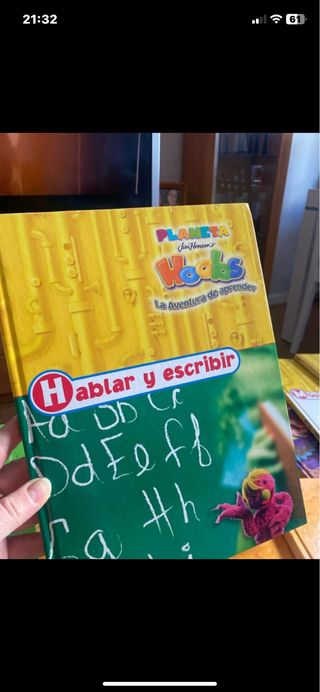 21:32
61
PLANETA
Jim Henson's
Hoobs
La Aventura de aprender
Hablar y escribir
Aa Bb Cc
Dd Ee Ff
Gg Hh